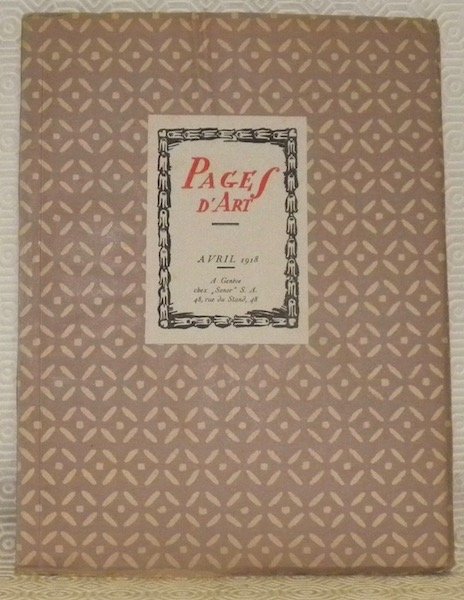 PAGES
D'ART
AVRIL 1918
A Genève
chez „Sonor" S. A.
48, rue du Stand, 48